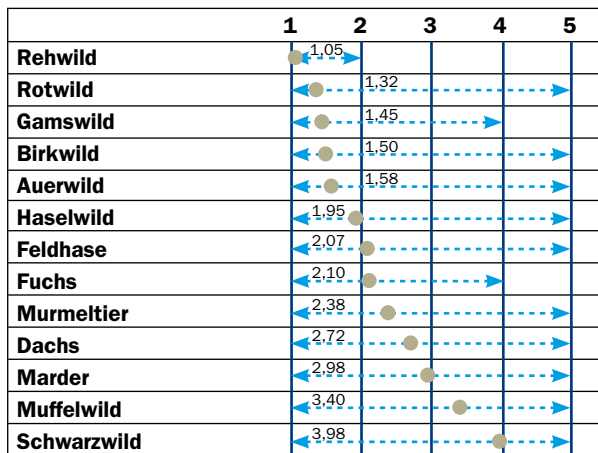 1 2 3 4 5
Rehwild 1,05
Rotwild 1,32
Gamswild 1,45
Birkwild 1,50
Auerwild 1,58
Haselwild 1,95
Feldhase 2,07
Fuchs 2,10
Murmeltier 2,38
Dachs 2,72
Marder 2,98
Muffelwild 3,40
Schwarzwild 3,98